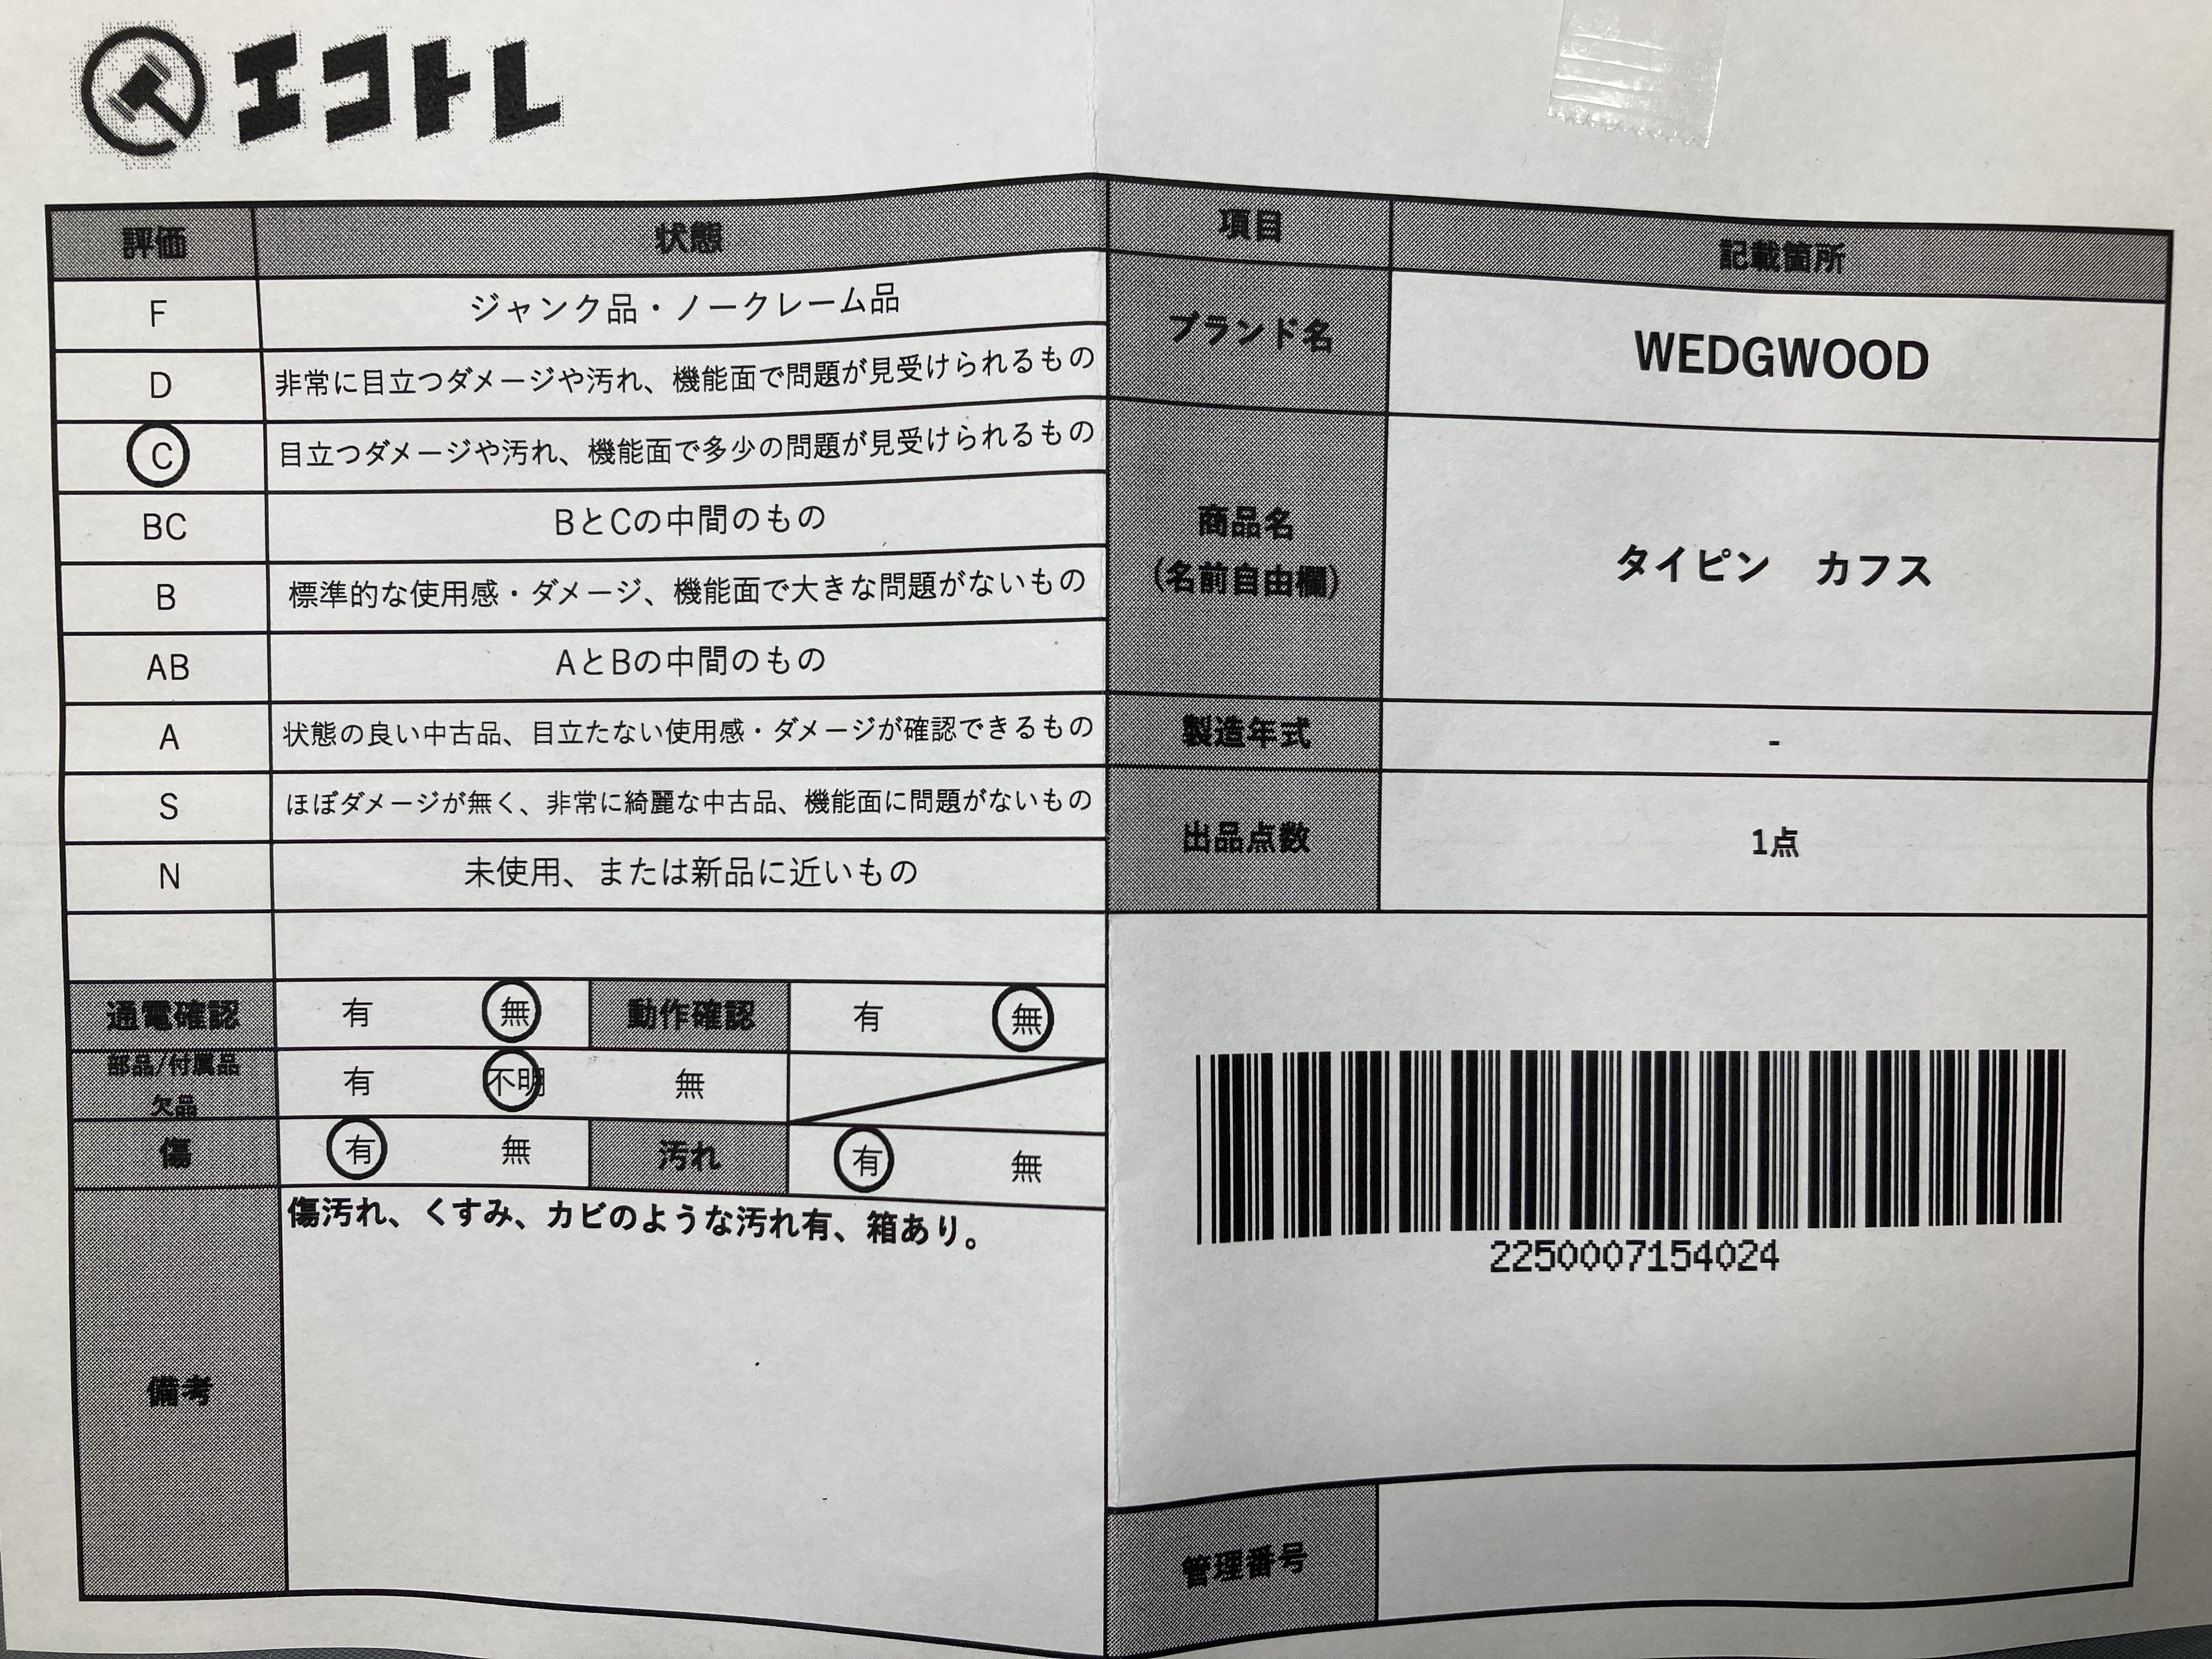 エコトレ
評価 状態
F ジャンク品・ノークレーム品
D 非常に目立つダメージや汚れ、機能面で問題が見受けられるもの
C 目立つダメージや汚れ、機能面で多少の問題が見受けられるもの
BC BとCの中間のもの
B 標準的な使用感・ダメージ、機能面で大きな問題がないもの
AB AとBの中間のもの
A 状態の良い中古品、目立たない使用感・ダメージが確認できるもの
S ほぼダメージが無く、非常に綺麗な中古品、機能面に問題がないもの
N 未使用、または新品に近いもの
通電確認 有 無 動作確認 有 無
部品/付属品
欠品 有 不明 無
傷 有 無 汚れ 有 無
備考 傷汚れ、くすみ、カビのような汚れ有、箱あり。
項目 記載箇所
ブランド名 WEDGWOOD
商品名
(名前自由欄) タイピン カフス
製造年式 -
出品点数 1点
2250007154024
管理番号